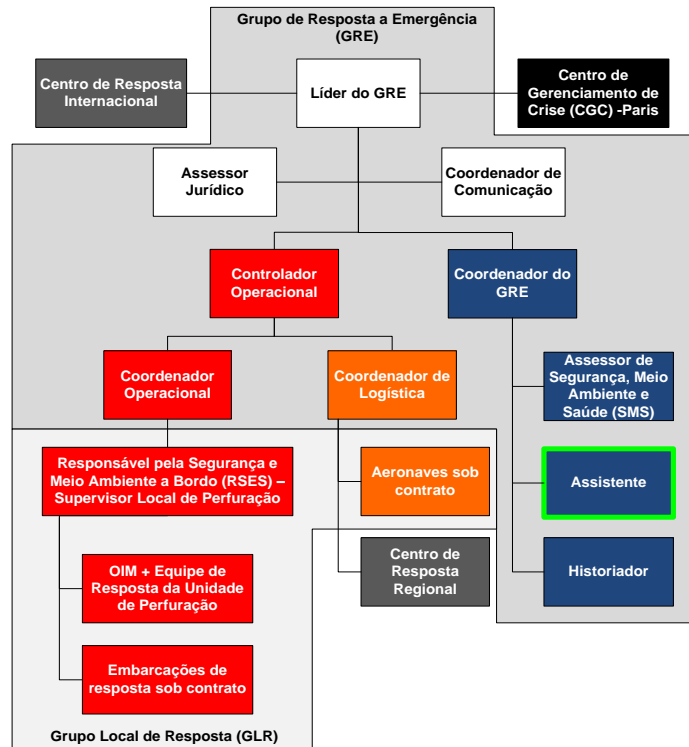 Grupo de Resposta a Emergência
(GRE)
Centro de Resposta
Internacional
Líder do GRE
Centro de
Gerenciamento de
Crise (CGC) -Paris
Assessor
Jurídico
Coordenador de
Comunicação
Controlador
Operacional
Coordenador do
GRE
Coordenador
Operacional
Coordenador de
Logística
Assessor de
Segurança, Meio
Ambiente e
Saúde (SMS)
Responsável pela Segurança e
Meio Ambiente a Bordo (RSES) –
Supervisor Local de Perfuração
Aeronaves sob
contrato
Assistente
OIM + Equipe de
Resposta da Unidade
de Perfuração
Centro de
Resposta
Regional
Historiador
Embarcações de
resposta sob contrato
Grupo Local de Resposta (GLR)